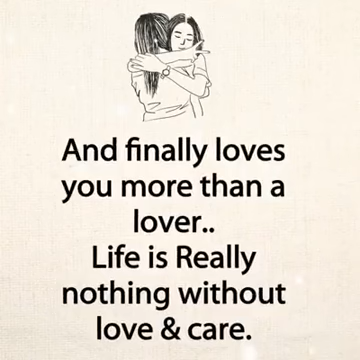 And finally loves
you more than a
lover..
Life is Really
nothing without
love & care.